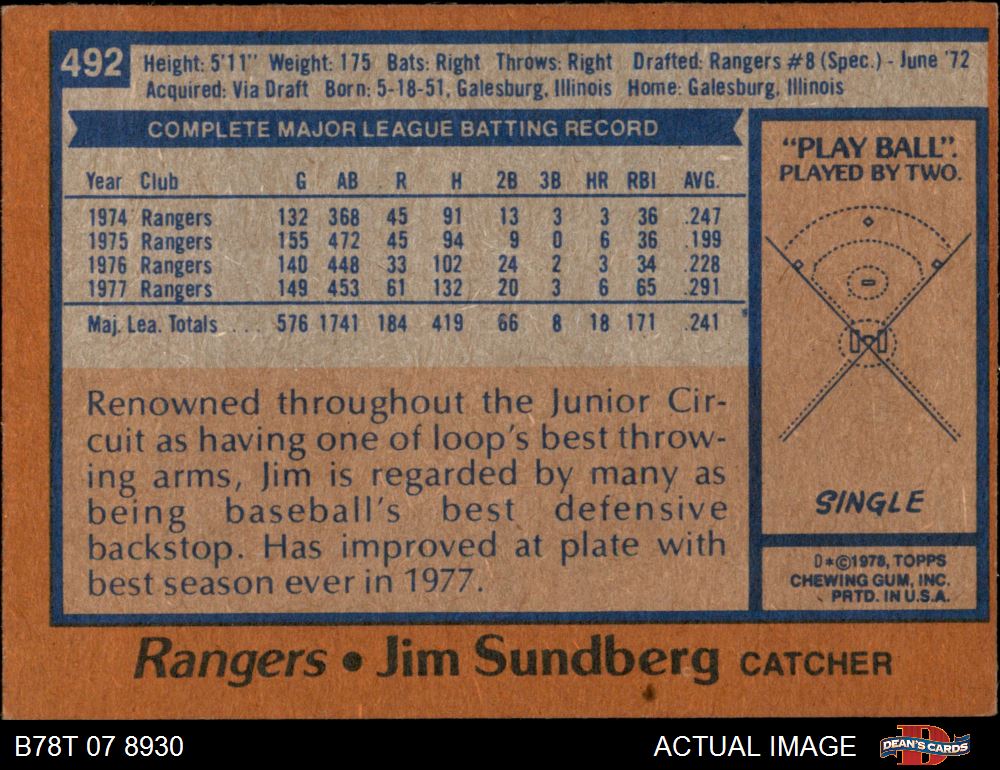 492 Height: 5'11" Weight: 175 Bats: Right Throws: Right Drafted: Rangers #8 (Spec.) - June '72
Acquired: Via Draft Born: 5-18-51, Galesburg, Illinois Home: Galesburg, Illinois
COMPLETE MAJOR LEAGUE BATTING RECORD
Year Club G AB R H 2B 3B HR RBI AVG.
1974 Rangers 132 368 45 91 13 3 3 36 .247
1975 Rangers 155 472 45 94 9 0 6 36 .199
1976 Rangers 140 448 33 102 24 2 3 34 .228
1977 Rangers 149 453 61 132 20 3 6 65 .291
Maj. Lea. Totals . . . 576 1741 184 419 66 8 18 171 .241
Renowned throughout the Junior Cir-
cuit as having one of loop's best throw-
ing arms, Jim is regarded by many as
being baseball's best defensive
backstop. Has improved at plate with
best season ever in 1977.
"PLAY BALL".
PLAYED BY TWO.
SINGLE
D*©1978, TOPPS
CHEWING GUM, INC.
PRTD. IN U.S.A.
Rangers • Jim Sundberg CATCHER
B78T 07 8930 ACTUAL IMAGE DEAN'S CARDS